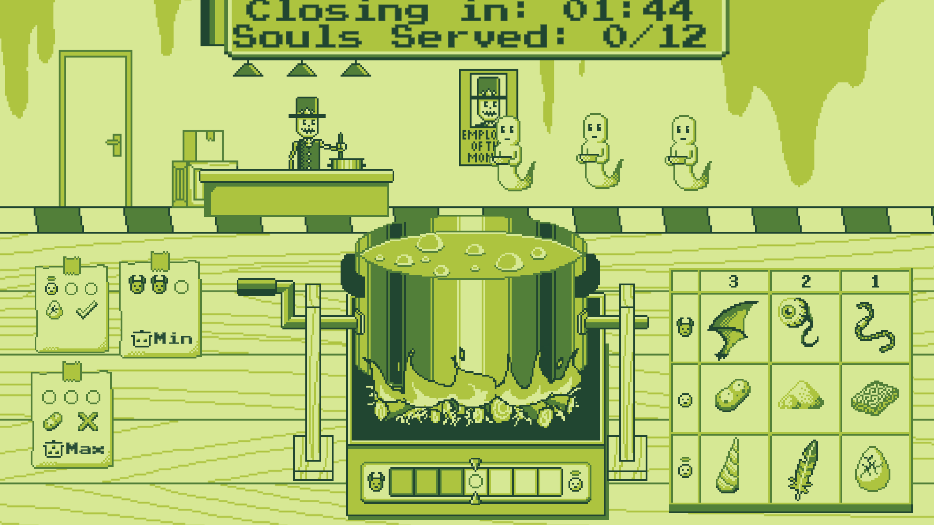 Closing in: 01:44
Souls Served: 0/12
EMPLO
OF TH
MON
Min
Max
3 2 1